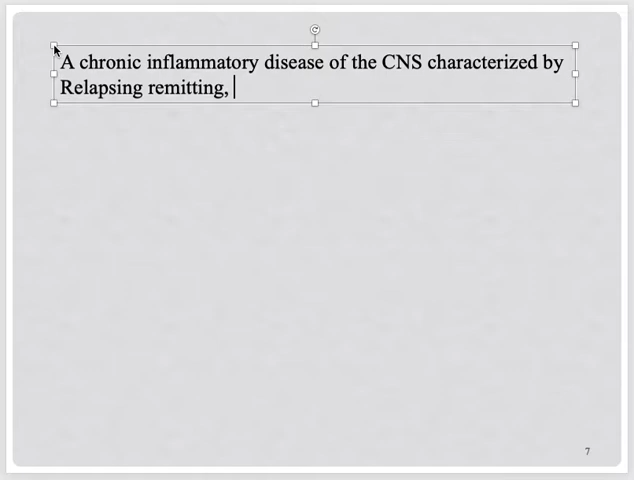 A chronic inflammatory disease of the CNS characterized by
Relapsing remitting,
7